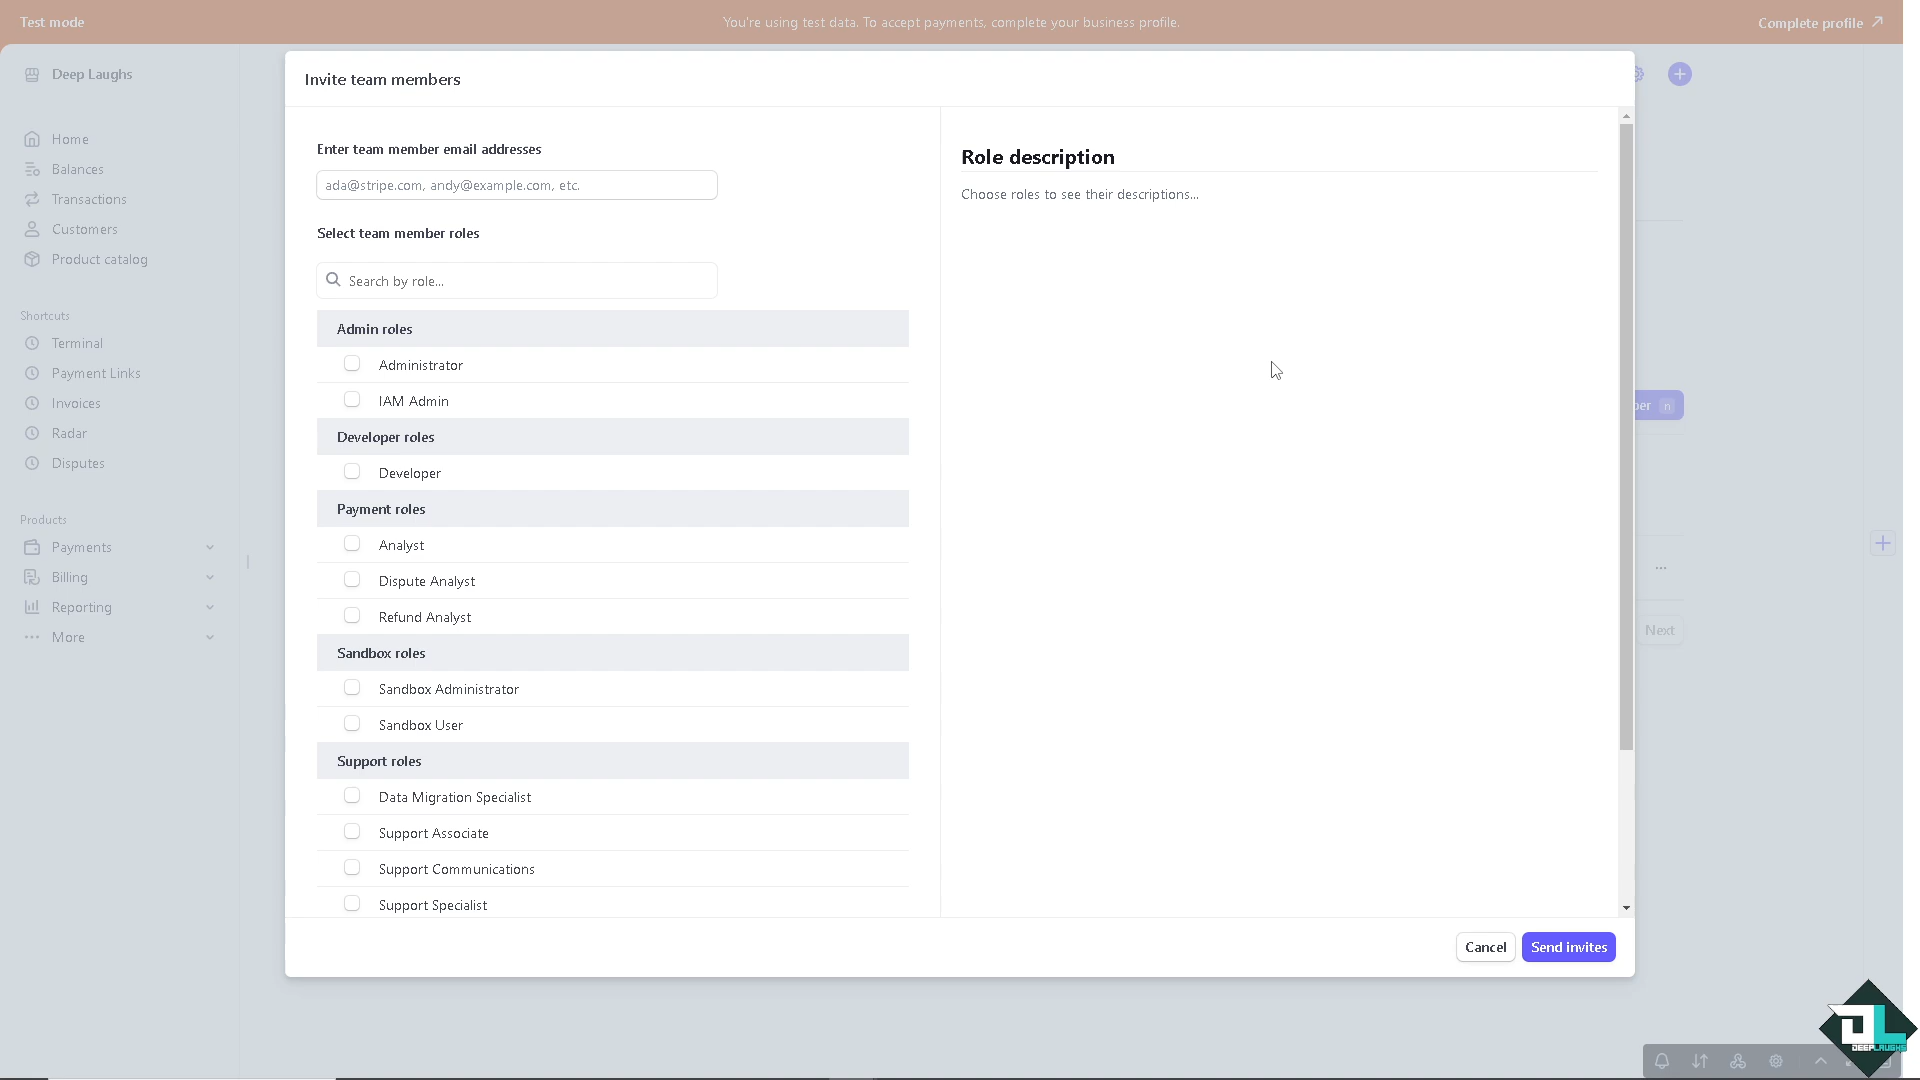 Test mode
You're using test data. To accept payments, complete your business profile.
Complete profile
Deep Laughs
Home
Balances
Transactions
Customers
Product catalog
Shortcuts
Terminal
Payment Links
Invoices
Radar
Disputes
Products
Payments
Billing
Reporting
More
Invite team members
Enter team member email addresses
ada@stripe.com, andy@example.com, etc.
Select team member roles
Search by role...
Admin roles
Administrator
IAM Admin
Developer roles
Developer
Payment roles
Analyst
Dispute Analyst
Refund Analyst
Sandbox roles
Sandbox Administrator
Sandbox User
Support roles
Data Migration Specialist
Support Associate
Support Communications
Support Specialist
Role description
Choose roles to see their descriptions...
n
Next
Cancel
Send invites
DL
DEEPLAUGHS